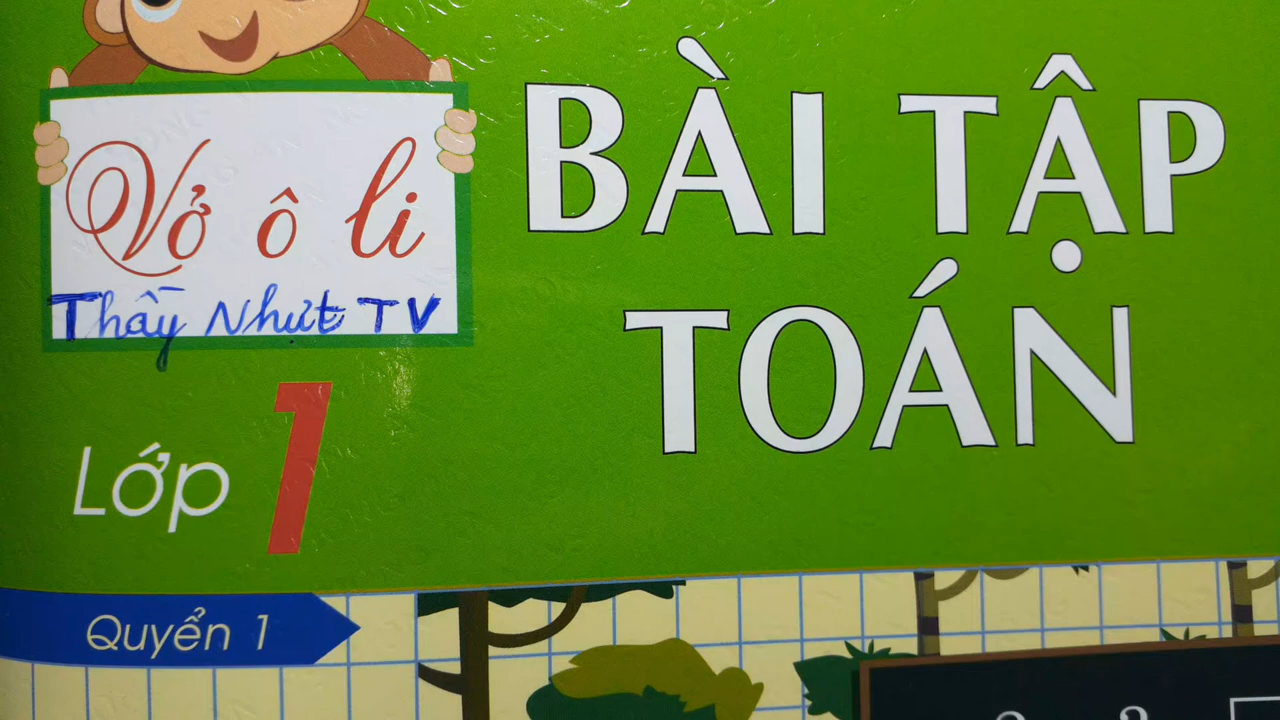 Vở ô li
Thầy Nhựt TV
BÀI TẬP
TOÁN
Lớp 1
Quyển 1